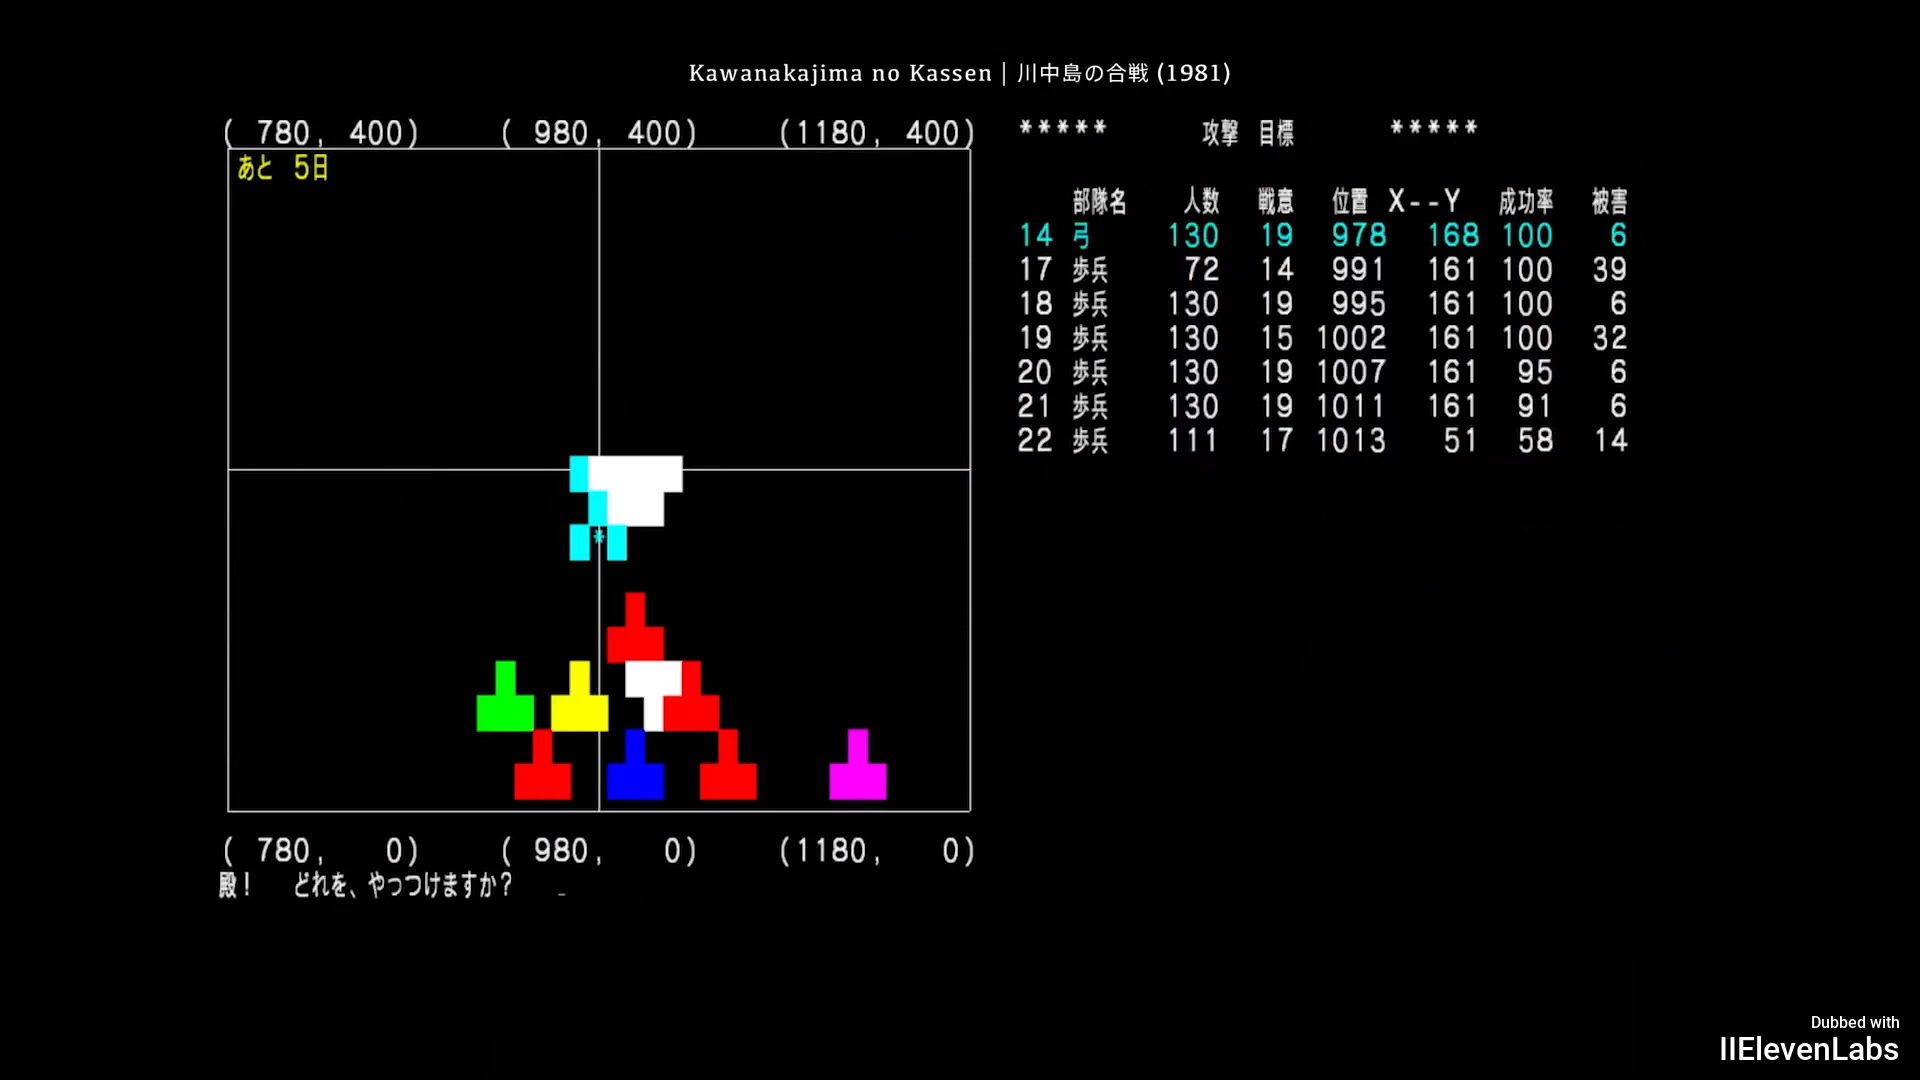 Kawanakajima no Kassen | 川中島の合戦 (1981)
( 780, 400) ( 980, 400) (1180, 400)
あと 5日
*
( 780, 0) ( 980, 0) (1180, 0)
殿! どれを、やっつけますか? _
***** 攻撃 目標 *****
部隊名 人数 戦意 位置 X--Y 成功率 被害
14 弓 130 19 978 168 100 6
17 歩兵 72 14 991 161 100 39
18 歩兵 130 19 995 161 100 6
19 歩兵 130 15 1002 161 100 32
20 歩兵 130 19 1007 161 95 6
21 歩兵 130 19 1011 161 91 6
22 歩兵 111 17 1013 51 58 14
Dubbed with
IIElevenLabs